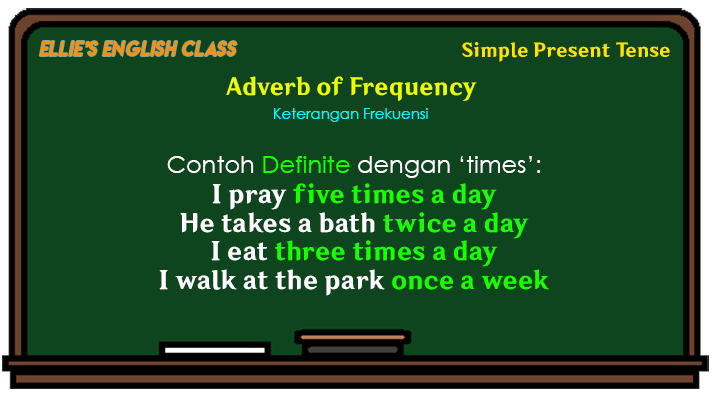 ELLIE'S ENGLISH CLASS
Simple Present Tense
Adverb of Frequency
Keterangan Frekuensi
Contoh Definite dengan ‘times’:
I pray five times a day
He takes a bath twice a day
I eat three times a day
I walk at the park once a week